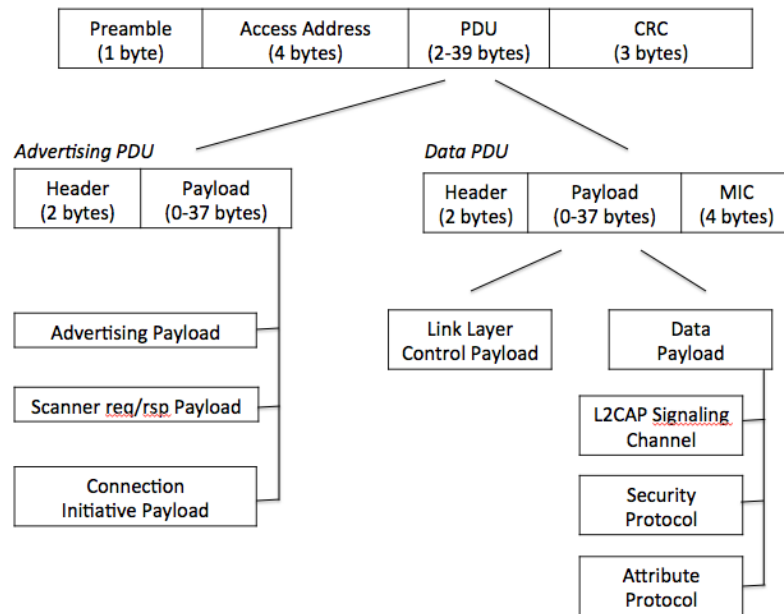 Preamble
(1 byte)
Access Address
(4 bytes)
PDU
(2-39 bytes)
CRC
(3 bytes)
Advertising PDU
Header
(2 bytes)
Payload
(0-37 bytes)
Advertising Payload
Scanner req/rsp Payload
Connection
Initiative Payload
Data PDU
Header
(2 bytes)
Payload
(0-37 bytes)
MIC
(4 bytes)
Link Layer
Control Payload
Data
Payload
L2CAP Signaling
Channel
Security
Protocol
Attribute
Protocol